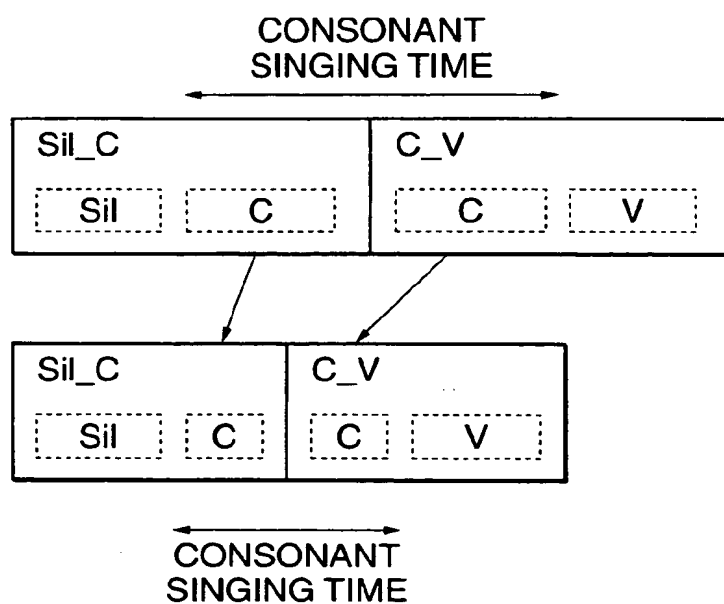 CONSONANT
SINGING TIME
Sil_C
C_V
Sil
C
C
V
Sil_C
C_V
Sil
C
C
V
CONSONANT
SINGING TIME